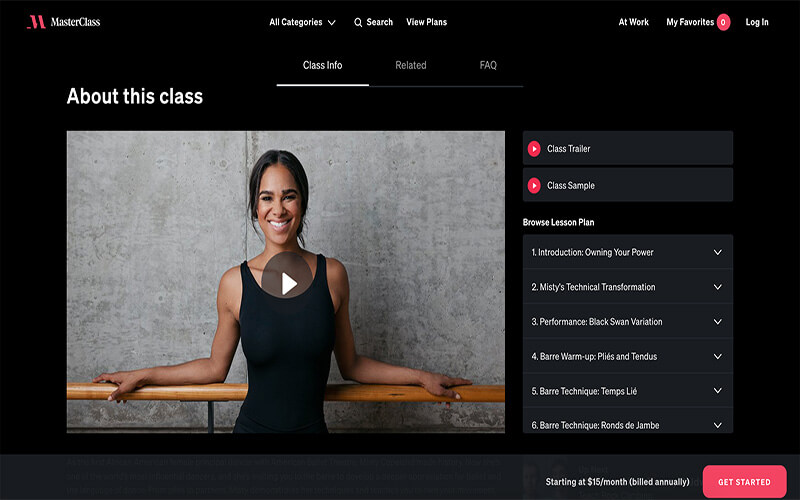 MasterClass
All Categories
Search
View Plans
At Work
My Favorites 0
Log In
Class Info
Related
FAQ
About this class
Class Trailer
Class Sample
Browse Lesson Plan
1. Introduction: Owning Your Power
2. Misty's Technical Transformation
3. Performance: Black Swan Variation
4. Barre Warm-up: Pliés and Tendus
5. Barre Technique: Temps Lié
6. Barre Technique: Ronds de Jambe
Starting at $15/month (billed annually)
GET STARTED